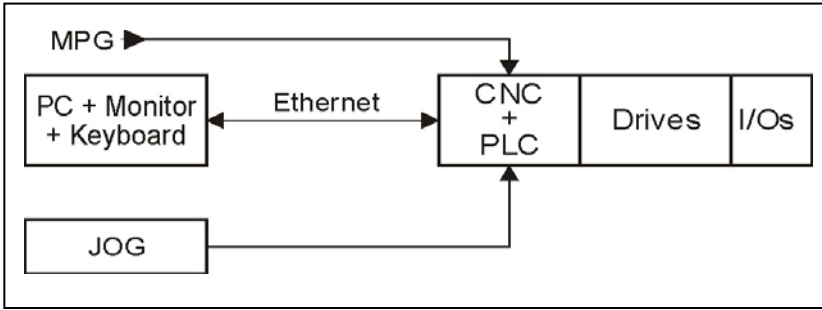 MPG
PC + Monitor
+ Keyboard
Ethernet
CNC
+
PLC
Drives
I/Os
JOG